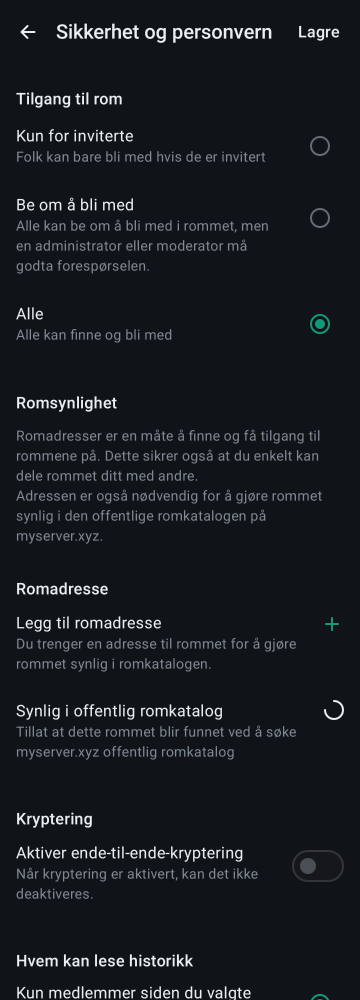 Sikkerhet og personvern
Lagre
Tilgang til rom
Kun for inviterte
Folk kan bare bli med hvis de er invitert
Be om å bli med
Alle kan be om å bli med i rommet, men
en administrator eller moderator må
godta forespørselen.
Alle
Alle kan finne og bli med
Romsynlighet
Romadresser er en måte å finne og få tilgang til
rommene på. Dette sikrer også at du enkelt kan
dele rommet ditt med andre.
Adressen er også nødvendig for å gjøre rommet
synlig i den offentlige romkatalogen på
myserver.xyz.
Romadresse
Legg til romadresse
Du trenger en adresse til rommet for å gjøre
rommet synlig i romkatalogen.
Synlig i offentlig romkatalog
Tillat at dette rommet blir funnet ved å søke
myserver.xyz offentlig romkatalog
Kryptering
Aktiver ende-til-ende-kryptering
Når kryptering er aktivert, kan det ikke
deaktiveres.
Hvem kan lese historikk
Kun medlemmer siden du valgte